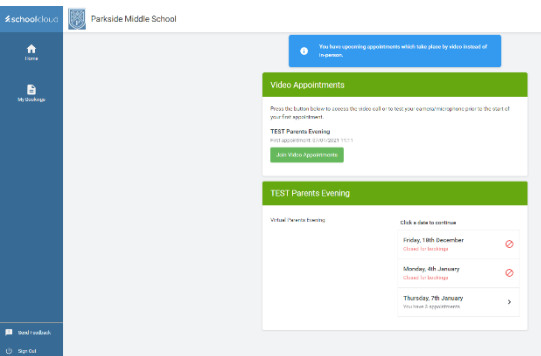 schoolcloud
Parkside Middle School
Home
My Bookings
You have upcoming appointments which take place by video instead of
in-person.
Video Appointments
Press the button below to access the video call or to test your camera/microphone prior to the start of
your first appointment.
TEST Parents Evening
First appointment:
Join Video Appointments
TEST Parents Evening
Virtual Parents Evening
Click a date to continue
Friday, 18th December
Closed for bookings
Monday, 4th January
Closed for bookings
Thursday, 7th January
You have 3 appointments
Send Feedback
Sign Out